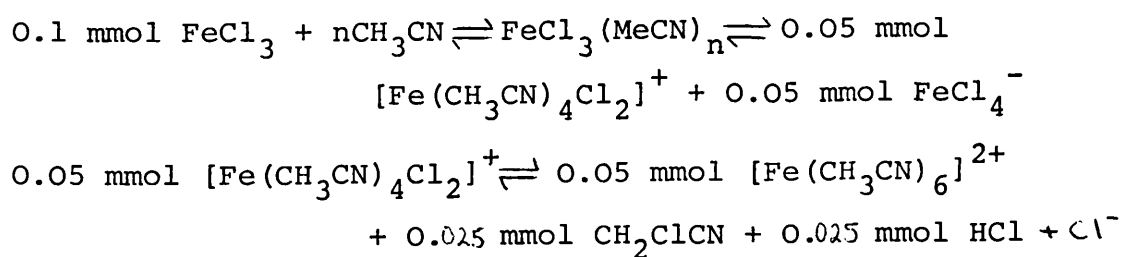 0.1 mmol FeCl₃ + nCH₃CN ⇌ FeCl₃(MeCN)ₙ ⇌ 0.05 mmol
[Fe(CH₃CN)₄Cl₂]⁺ + 0.05 mmol FeCl₄⁻
0.05 mmol [Fe(CH₃CN)₄Cl₂]⁺ ⇌ 0.05 mmol [Fe(CH₃CN)₆]²⁺
+ 0.025 mmol CH₂ClCN + 0.025 mmol HCl + Cl⁻